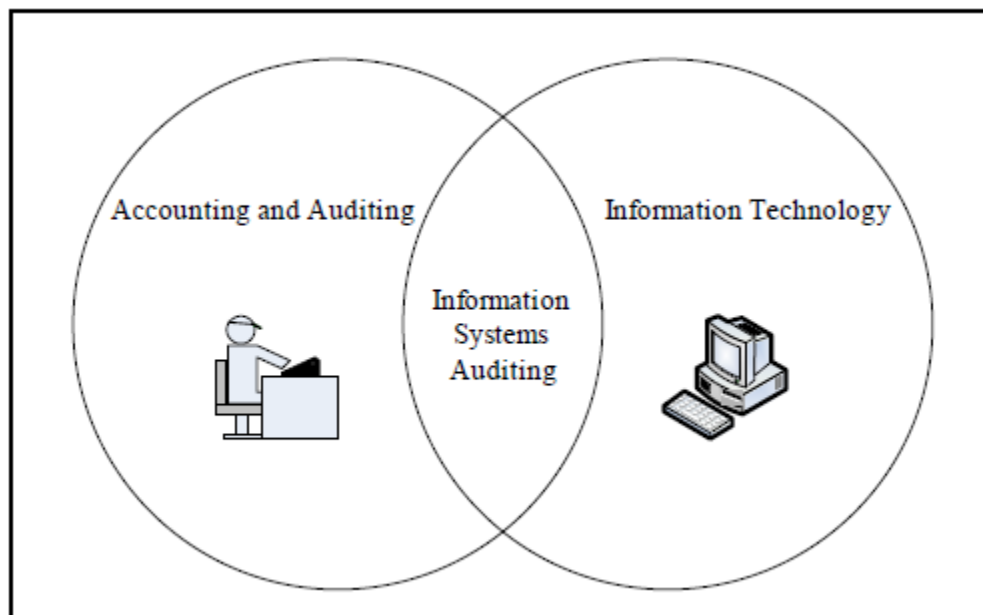 Accounting and Auditing
Information Technology
Information
Systems
Auditing